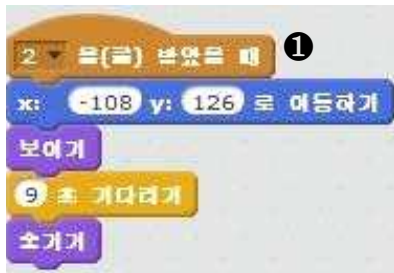 2 을(를) 받았을 때 ❶
x: -108 y: 126 로 이동하기
보이기
9 초 기다리기
숨기기